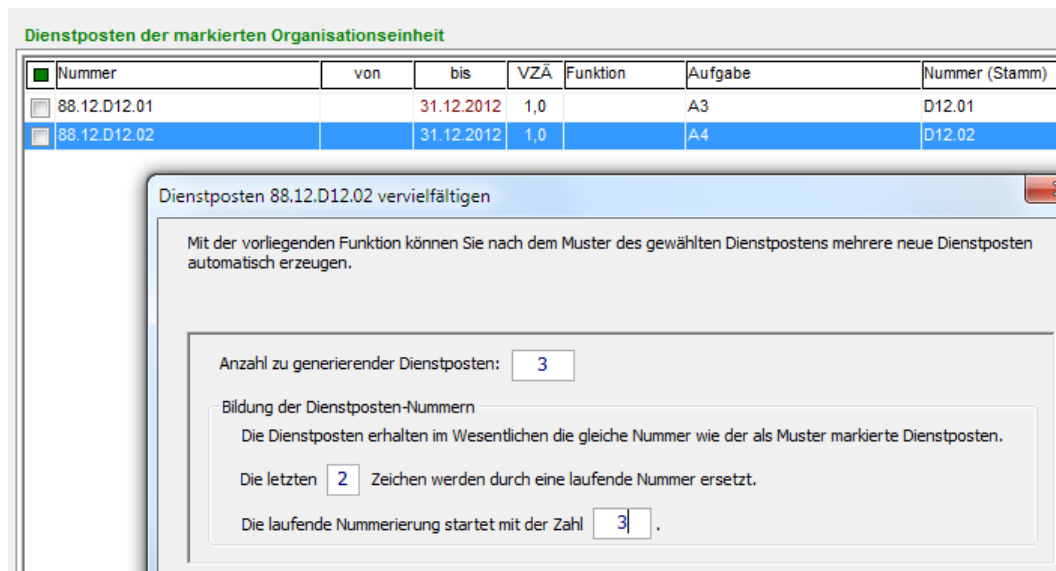 Dienstposten der markierten Organisationseinheit
Nummer von bis VZÄ Funktion Aufgabe Nummer (Stamm)
88.12.D12.01 31.12.2012 1,0 A3 D12.01
88.12.D12.02 31.12.2012 1,0 A4 D12.02
Dienstposten 88.12.D12.02 vervielfältigen
Mit der vorliegenden Funktion können Sie nach dem Muster des gewählten Dienstpostens mehrere neue Dienstposten
automatisch erzeugen.
Anzahl zu generierender Dienstposten: 3
Bildung der Dienstposten-Nummern
Die Dienstposten erhalten im Wesentlichen die gleiche Nummer wie der als Muster markierte Dienstposten.
Die letzten 2 Zeichen werden durch eine laufende Nummer ersetzt.
Die laufende Nummerierung startet mit der Zahl 3 .